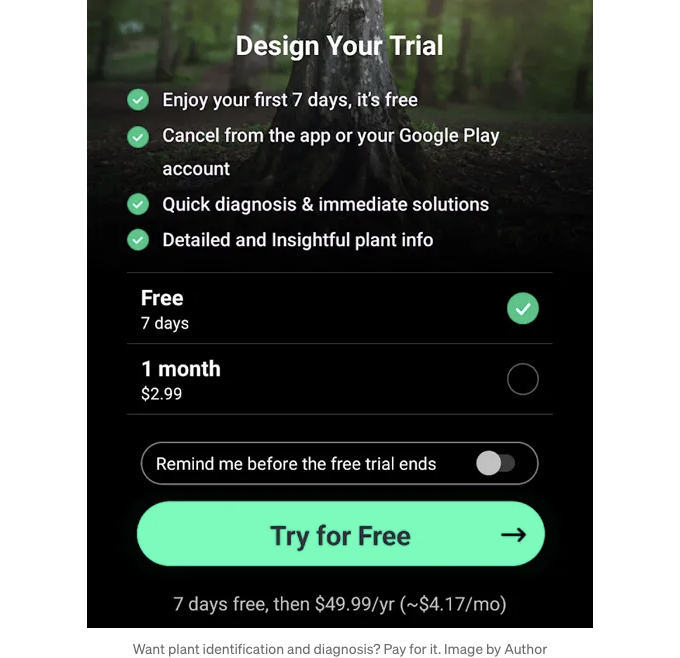 Design Your Trial
Enjoy your first 7 days, it's free
Cancel from the app or your Google Play
account
Quick diagnosis & immediate solutions
Detailed and Insightful plant info
Free
7 days
1 month
$2.99
Remind me before the free trial ends
Try for Free
7 days free, then $49.99/yr (~$4.17/mo)
Want plant identification and diagnosis? Pay for it. Image by Author